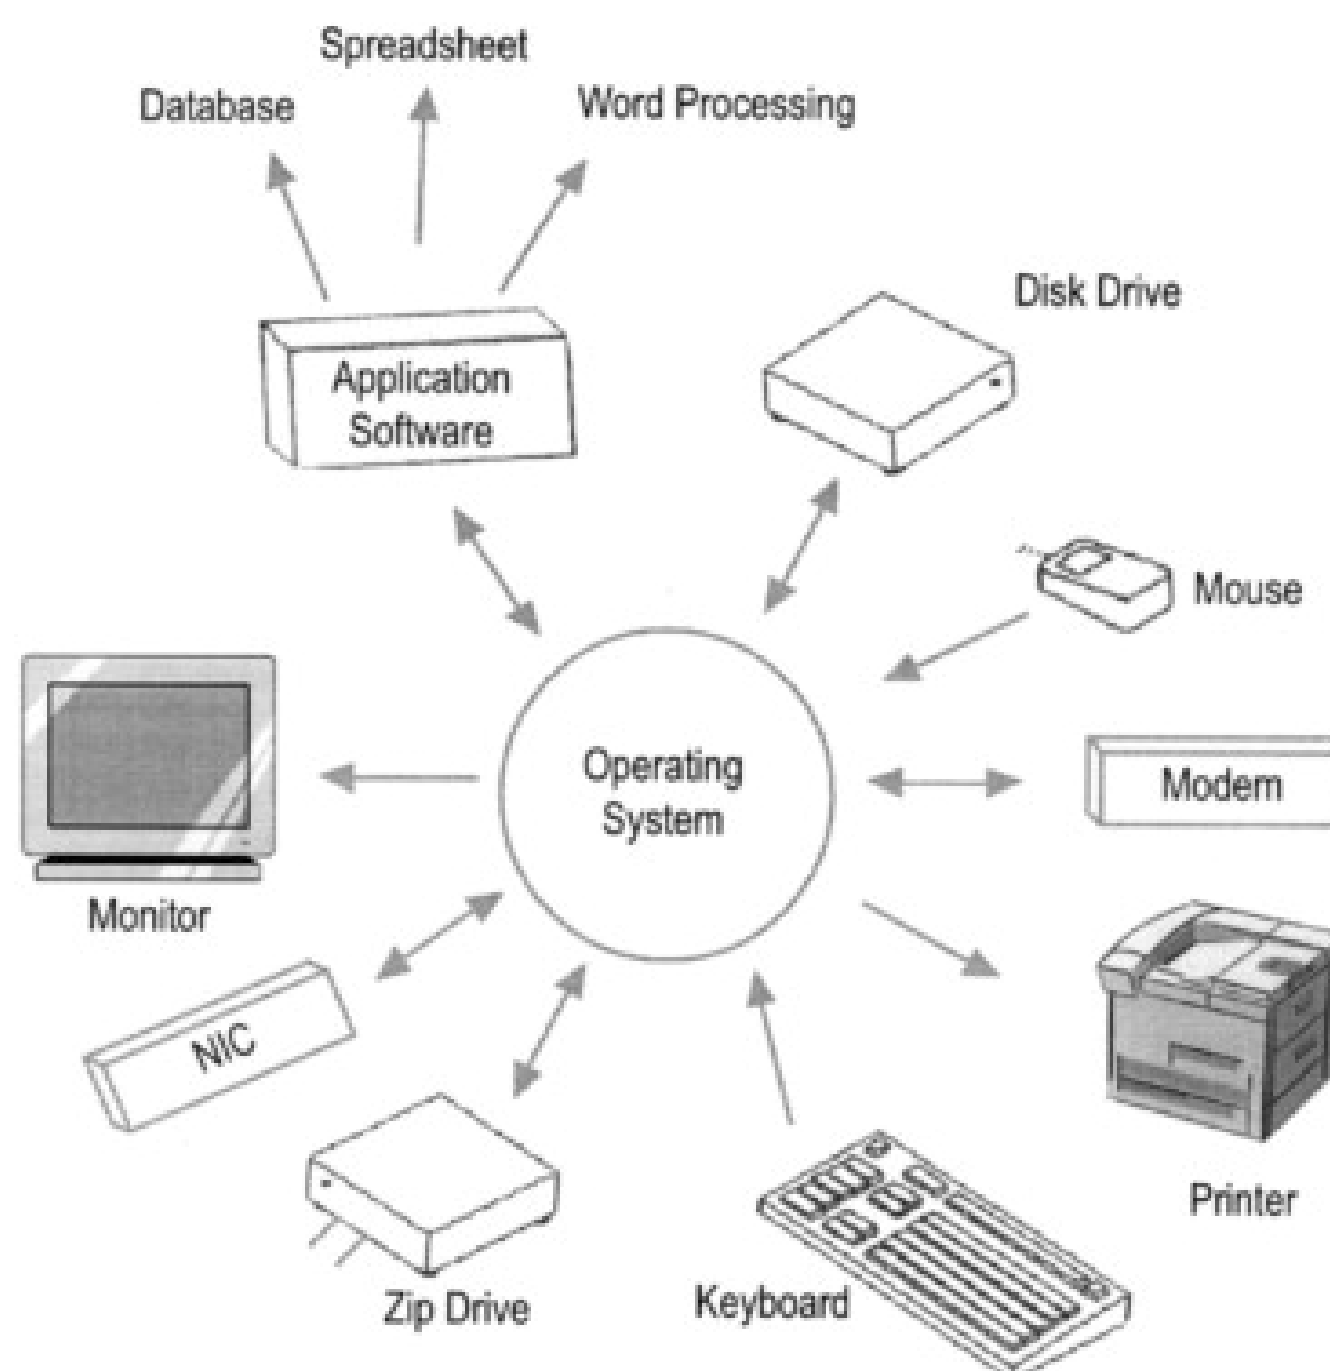 Spreadsheet
Database
Word Processing
Disk Drive
Application
Software
Mouse
Operating
System
Modem
Monitor
NIC
Printer
Zip Drive
Keyboard